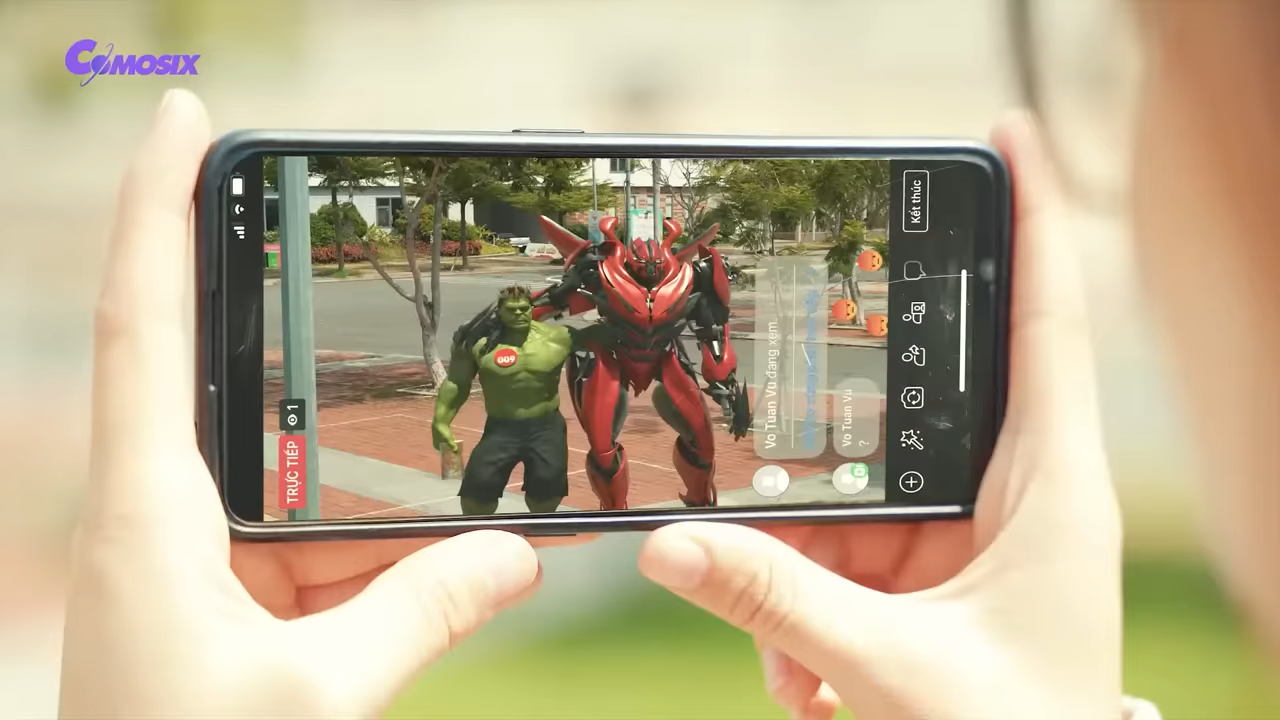 COMOSIX
Kết thúc
009
1
TRỰC TIẾP
Vo Tuan Vu đang xem
Vo Tuan Vu
?